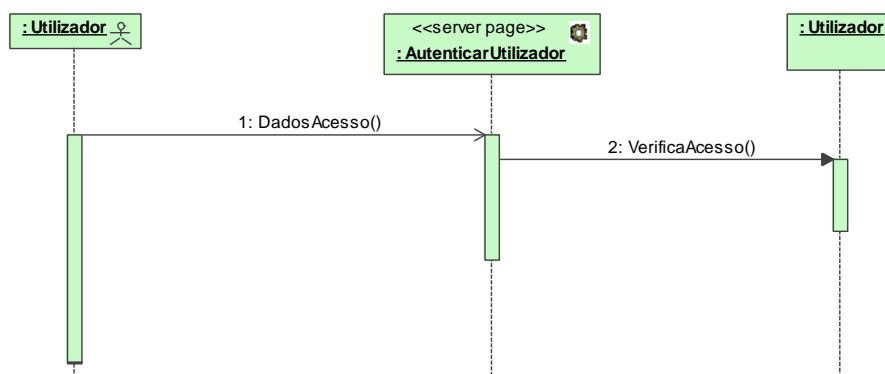 : Utilizador
<<server page>>
: AutenticarUtilizador
: Utilizador
1: DadosAcesso()
2: VerificaAcesso()